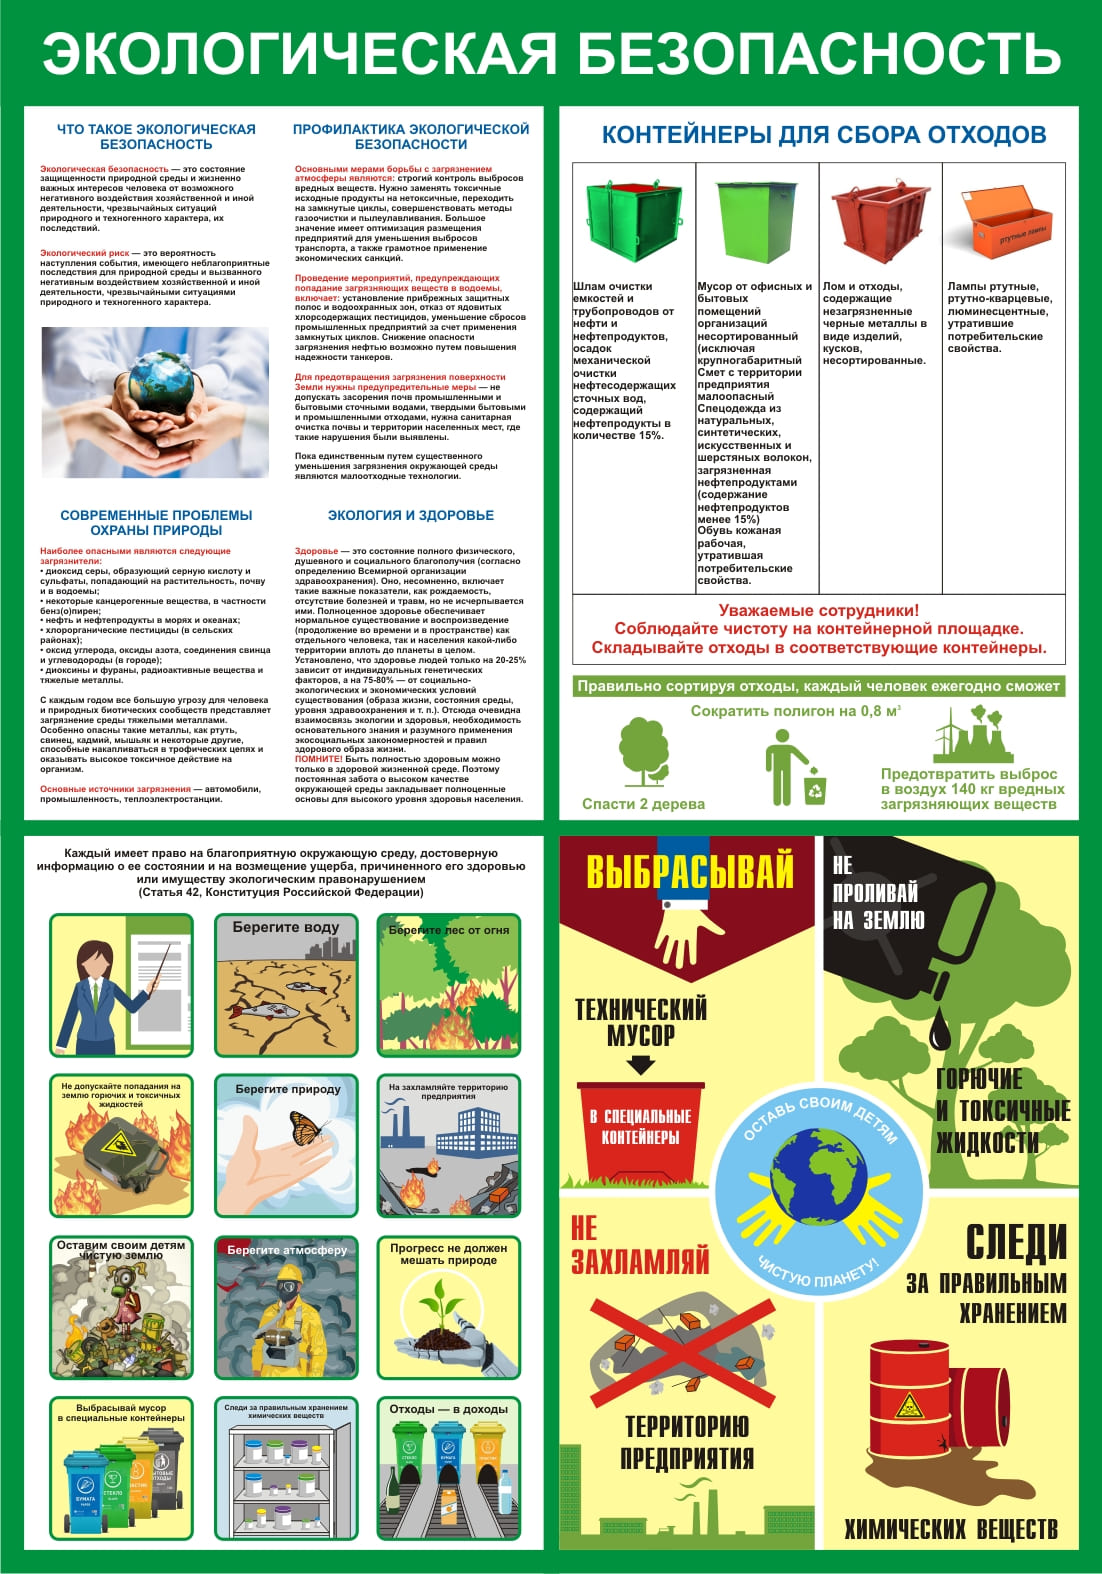 ЭКОЛОГИЧЕСКАЯ БЕЗОПАСНОСТЬ
ЧТО ТАКОЕ ЭКОЛОГИЧЕСКАЯ
БЕЗОПАСНОСТЬ
Экологическая безопасность — это состояние
защищенности природной среды и жизненно
важных интересов человека от возможного
негативного воздействия хозяйственной и иной
деятельности, чрезвычайных ситуаций
природного и техногенного характера, их
последствий.
Экологический риск — это вероятность
наступления события, имеющего неблагоприятные
последствия для природной среды и вызванного
негативным воздействием хозяйственной и иной
деятельности, чрезвычайными ситуациями
природного и техногенного характера.
ПРОФИЛАКТИКА ЭКОЛОГИЧЕСКОЙ
БЕЗОПАСНОСТИ
Основными мерами борьбы с загрязнением
атмосферы являются: строгий контроль выбросов
вредных веществ. Нужно заменять токсичные
исходные продукты на нетоксичные, переходить
на замкнутые циклы, совершенствовать методы
газоочистки и пылеулавливания. Большое
значение имеет оптимизация размещения
предприятий для уменьшения выбросов
транспорта, а также грамотное применение
экономических санкций.
Проведение мероприятий, предупреждающих
попадание загрязняющих веществ в водоемы,
включает: установление прибрежных защитных
полос и водоохранных зон, отказ от ядовитых
хлорсодержащих пестицидов, уменьшение сбросов
промышленных предприятий за счет применения
замкнутых циклов. Снижение опасности
загрязнения нефтью возможно путем повышения
надежности танкеров.
Для предотвращения загрязнения поверхности
Земли нужны предупредительные меры — не
допускать засорения почв промышленными и
бытовыми сточными водами, твердыми бытовыми
и промышленными отходами, нужна санитарная
очистка почвы и территории населенных мест, где
такие нарушения были выявлены.
Пока единственным путем существенного
уменьшения загрязнения окружающей среды
являются малоотходные технологии.
СОВРЕМЕННЫЕ ПРОБЛЕМЫ
ОХРАНЫ ПРИРОДЫ
Наиболее опасными являются следующие
загрязнители:
• диоксид серы, образующий серную кислоту и
сульфаты, попадающий на растительность, почву
и в водоемы;
• некоторые канцерогенные вещества, в частности
бенз(о)пирен;
• нефть и нефтепродукты в морях и океанах;
• хлорорганические пестициды (в сельских
районах);
• оксид углерода, оксиды азота, соединения свинца
и углеводороды (в городе);
• диоксины и фураны, радиоактивные вещества и
тяжелые металлы.
С каждым годом все большую угрозу для человека
и природных биотических сообществ представляет
загрязнение среды тяжелыми металлами.
Особенно опасны такие металлы, как ртуть,
свинец, кадмий, мышьяк и некоторые другие,
способные накапливаться в трофических цепях и
оказывать высокое токсичное действие на
организм.
Основные источники загрязнения — автомобили,
промышленность, теплоэлектростанции.
ЭКОЛОГИЯ И ЗДОРОВЬЕ
Здоровье — это состояние полного физического,
душевного и социального благополучия (согласно
определению Всемирной организации
здравоохранения). Оно, несомненно, включает
такие важные показатели, как рождаемость,
отсутствие болезней и травм, но не исчерпывается
ими. Полноценное здоровье обеспечивает
нормальное существование и воспроизведение
(продолжение во времени и в пространстве) как
отдельного человека, так и населения какой-либо
территории вплоть до планеты в целом.
Установлено, что здоровье людей только на 20-25%
зависит от индивидуальных генетических
факторов, а на 75-80% — от социально-
экологических и экономических условий
существования (образа жизни, состояния среды,
уровня здравоохранения и т. п.). Отсюда очевидна
взаимосвязь экологии и здоровья, необходимость
основательного знания и разумного применения
экосоциальных закономерностей и правил
здорового образа жизни.
ПОМНИТЕ! Быть полностью здоровым можно
только в здоровой жизненной среде. Поэтому
постоянная забота о высоком качестве
окружающей среды закладывает полноценные
основы для высокого уровня здоровья населения.
КОНТЕЙНЕРЫ ДЛЯ СБОРА ОТХОДОВ
ртутные лампы
Шлам очистки
емкостей и
трубопроводов от
нефти и
нефтепродуктов,
осадок
механической
очистки
нефтесодержащих
сточных вод,
содержащий
нефтепродукты в
количестве 15%.
Мусор от офисных и
бытовых
помещений
организаций
несортированный
(исключая
крупногабаритный
Смет с территории
предприятия
малоопасный
Спецодежда из
натуральных,
синтетических,
искусственных и
шерстяных волокон,
загрязненная
нефтепродуктами
(содержание
нефтепродуктов
менее 15%)
Обувь кожаная
рабочая,
утратившая
потребительские
свойства.
Лом и отходы,
содержащие
незагрязненные
черные металлы в
виде изделий,
кусков,
несортированные.
Лампы ртутные,
ртутно-кварцевые,
люминесцентные,
утратившие
потребительские
свойства.
Уважаемые сотрудники!
Соблюдайте чистоту на контейнерной площадке.
Складывайте отходы в соответствующие контейнеры.
Правильно сортируя отходы, каждый человек ежегодно сможет
Сократить полигон на 0,8 м³
Спасти 2 дерева
Предотвратить выброс
в воздух 140 кг вредных
загрязняющих веществ
Каждый имеет право на благоприятную окружающую среду, достоверную
информацию о ее состоянии и на возмещение ущерба, причиненного его здоровью
или имуществу экологическим правонарушением
(Статья 42, Конституция Российской Федерации)
Берегите воду
Берегите лес от огня
Не допускайте попадания на
землю горючих и токсичных
жидкостей
Берегите природу
На захламляйте территорию
предприятия
Оставим своим детям
чистую землю
Берегите атмосферу
Прогресс не должен
мешать природе
Выбрасывай мусор
в специальные контейнеры
БУМАГА
СТЕКЛО
ПЛАСТИК
БЫТОВЫЕ
ОТХОДЫ
Следи за правильным хранением
химических веществ
Отходы — в доходы
СТЕКЛО
БУМАГА
ПЛАСТИК
ВЫБРАСЫВАЙ
ТЕХНИЧЕСКИЙ
МУСОР
В СПЕЦИАЛЬНЫЕ
КОНТЕЙНЕРЫ
НЕ
ПРОЛИВАЙ
НА ЗЕМЛЮ
ГОРЮЧИЕ
И ТОКСИЧНЫЕ
ЖИДКОСТИ
ОСТАВЬ СВОИМ ДЕТЯМ
ЧИСТУЮ ПЛАНЕТУ!
НЕ
ЗАХЛАМЛЯЙ
ТЕРРИТОРИЮ
ПРЕДПРИЯТИЯ
СЛЕДИ
ЗА ПРАВИЛЬНЫМ
ХРАНЕНИЕМ
ХИМИЧЕСКИХ ВЕЩЕСТВ